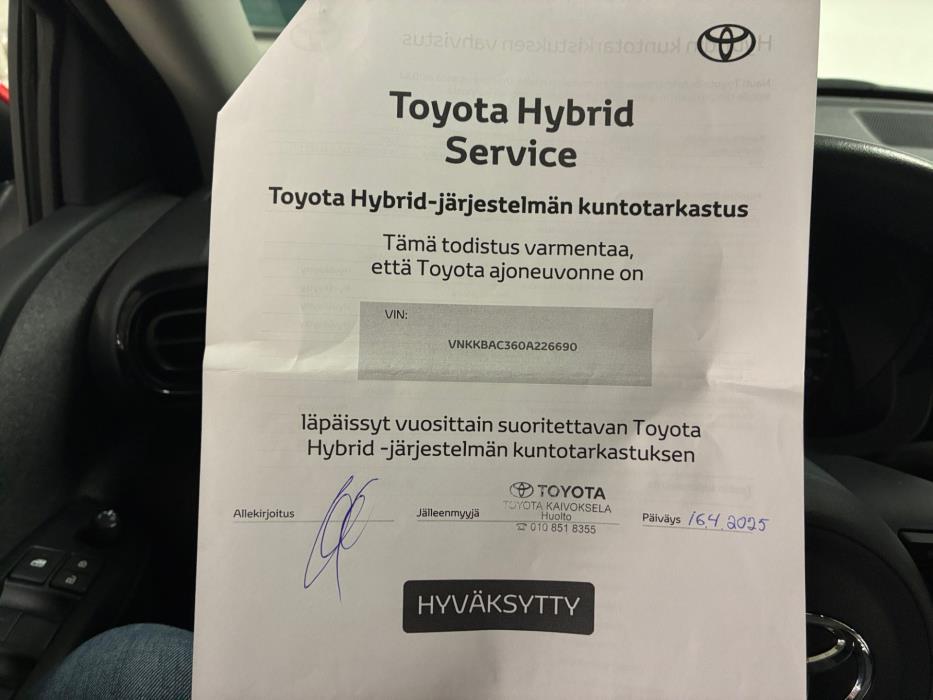 Toyota Hybrid
Service
Toyota Hybrid-järjestelmän kuntotarkastus
Tämä todistus varmentaa,
että Toyota ajoneuvonne on
VIN:
VNKKBAC360A226690
läpäissyt vuosittain suoritettavan Toyota
Hybrid -järjestelmän kuntotarkastuksen
Allekirjoitus
Jälleenmyyjä
TOYOTA
TOYOTA KAIVOKSELA
Huolto
☎ 010 851 8355
Päiväys 16.4.2025
HYVÄKSYTTY